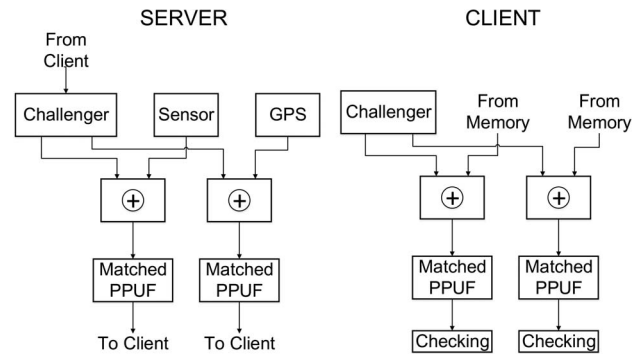 SERVER
From
Client
Challenger
Sensor
GPS
+
+
Matched
PPUF
Matched
PPUF
To Client
To Client
CLIENT
Challenger
From
Memory
From
Memory
+
+
Matched
PPUF
Matched
PPUF
Checking
Checking